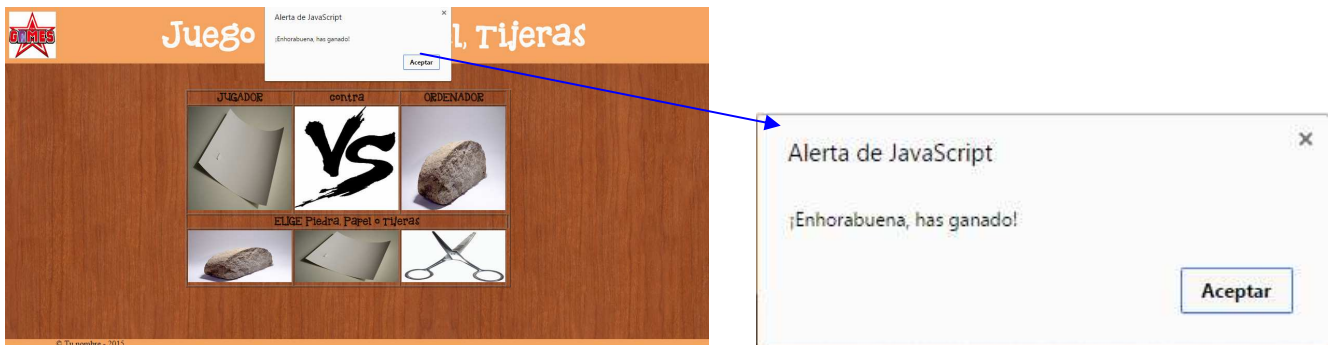 GAMES
Juego l, Tijeras
Alerta de JavaScript
×
¡Enhorabuena, has ganado!
Aceptar
JUGADOR contra ORDENADOR
VS
ELIGE Piedra, Papel o Tijeras
© Tu nombre - 2015
Alerta de JavaScript
×
¡Enhorabuena, has ganado!
Aceptar